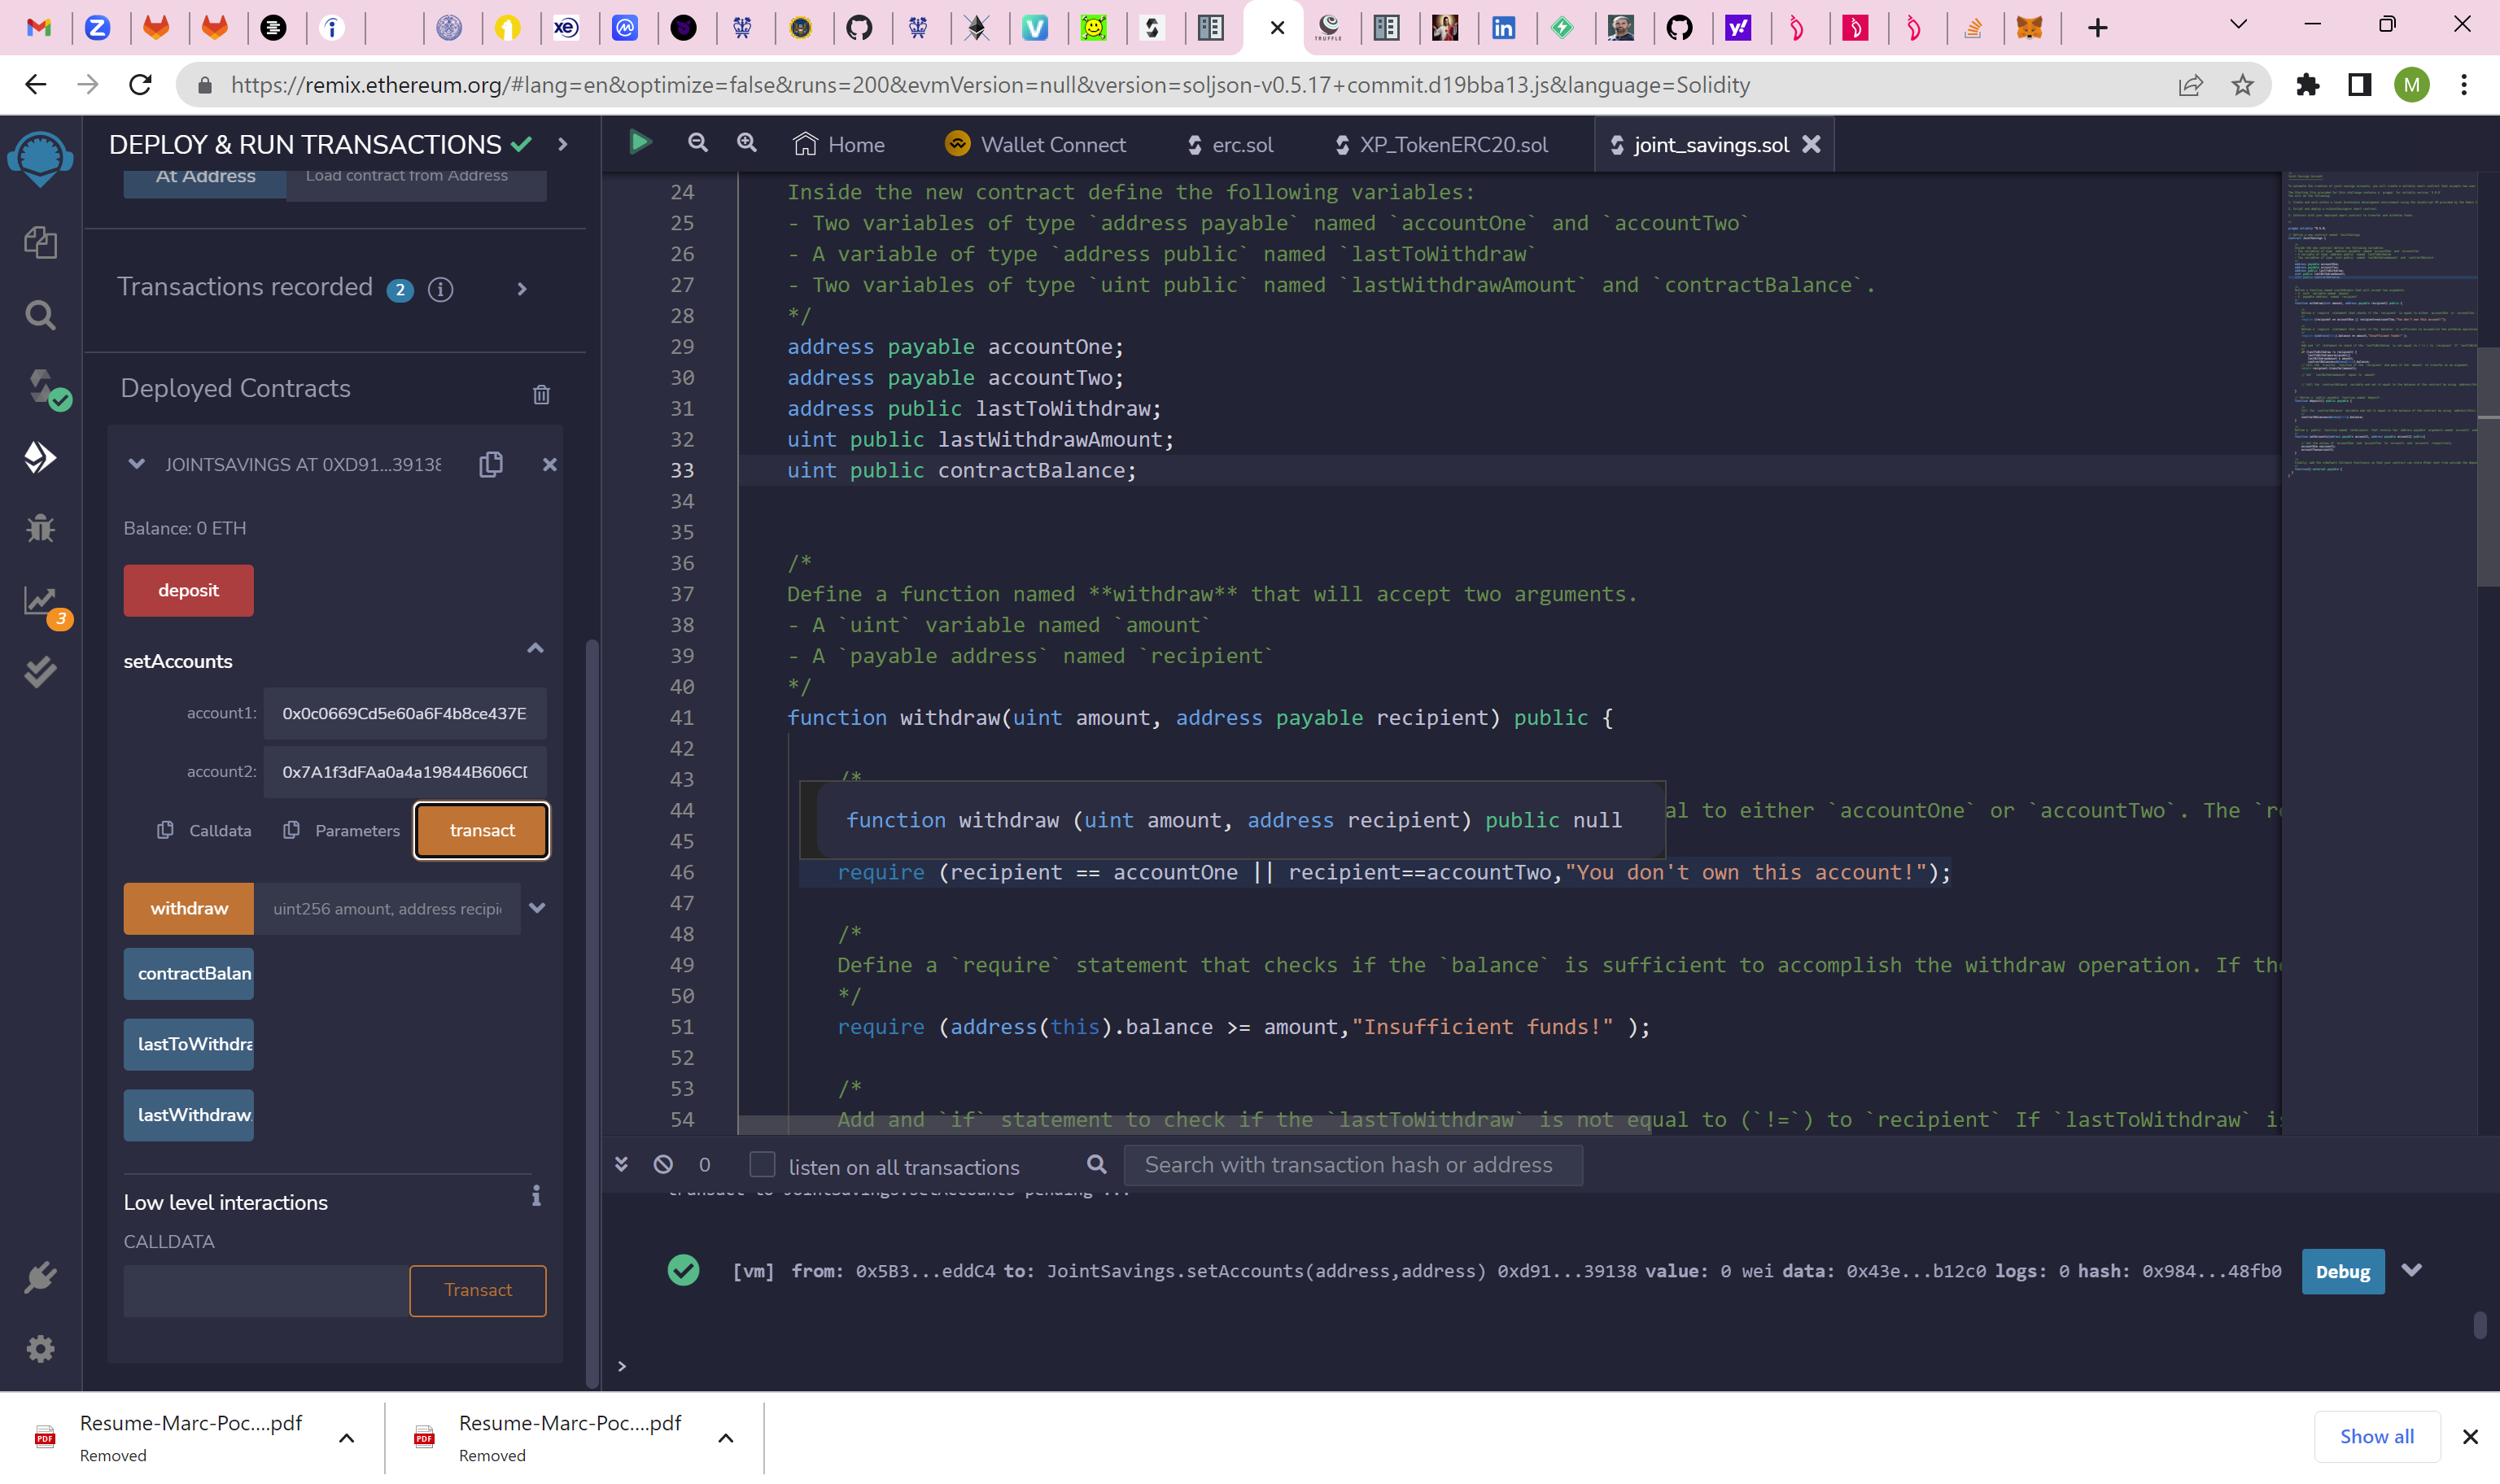 https://remix.ethereum.org/#lang=en&optimize=false&runs=200&evmVersion=null&version=soljson-v0.5.17+commit.d19bba13.js&language=Solidity
M
DEPLOY & RUN TRANSACTIONS
At Address
Load contract from Address
Transactions recorded 2
Deployed Contracts
JOINTSAVINGS AT 0XD91...39138
Balance: 0 ETH
deposit
setAccounts
account1: 0x0c0669Cd5e60a6F4b8ce437E
account2: 0x7A1f3dFAa0a4a19844B606C
Calldata
Parameters
transact
withdraw
uint256 amount, address recipi
contractBalan
lastToWithdra
lastWithdraw
Low level interactions
CALLDATA
Transact
3
Home
Wallet Connect
erc.sol
XP_TokenERC20.sol
joint_savings.sol
24 Inside the new contract define the following variables:
25 - Two variables of type `address payable` named `accountOne` and `accountTwo`
26 - A variable of type `address public` named `lastToWithdraw`
27 - Two variables of type `uint public` named `lastWithdrawAmount` and `contractBalance`.
28 */
29 address payable accountOne;
30 address payable accountTwo;
31 address public lastToWithdraw;
32 uint public lastWithdrawAmount;
33 uint public contractBalance;
34
35
36 /*
37 Define a function named **withdraw** that will accept two arguments.
38 - A `uint` variable named `amount`
39 - A `payable address` named `recipient`
40 */
41 function withdraw(uint amount, address payable recipient) public {
42
43 /*
44 al to either `accountOne` or `accountTwo`. The `r
function withdraw (uint amount, address recipient) public null
45
46 require (recipient == accountOne || recipient==accountTwo,"You don't own this account!");
47
48 /*
49 Define a `require` statement that checks if the `balance` is sufficient to accomplish the withdraw operation. If th
50 */
51 require (address(this).balance >= amount,"Insufficient funds!" );
52
53 /*
54 Add and `if` statement to check if the `lastToWithdraw` is not equal to (`!=`) to `recipient` If `lastToWithdraw` i
0
listen on all transactions
Search with transaction hash or address
transact to JointSavings.setAccounts pending ...
[vm] from: 0x5B3...eddC4 to: JointSavings.setAccounts(address,address) 0xd91...39138 value: 0 wei data: 0x43e...b12c0 logs: 0 hash: 0x984...48fb0
Debug
>
Resume-Marc-Poc....pdf
Removed
Resume-Marc-Poc....pdf
Removed
Show all